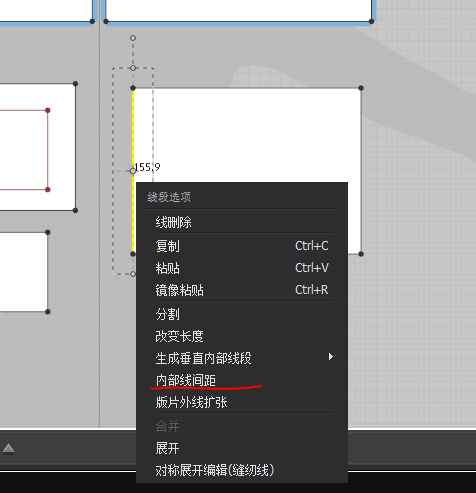 155.9
线段选项
线删除
复制 Ctrl+C
粘贴 Ctrl+V
镜像粘贴 Ctrl+R
分割
改变长度
生成垂直内部线段
内部线间距
版片外线扩张
合并
展开
对称展开编辑(缝纫线)